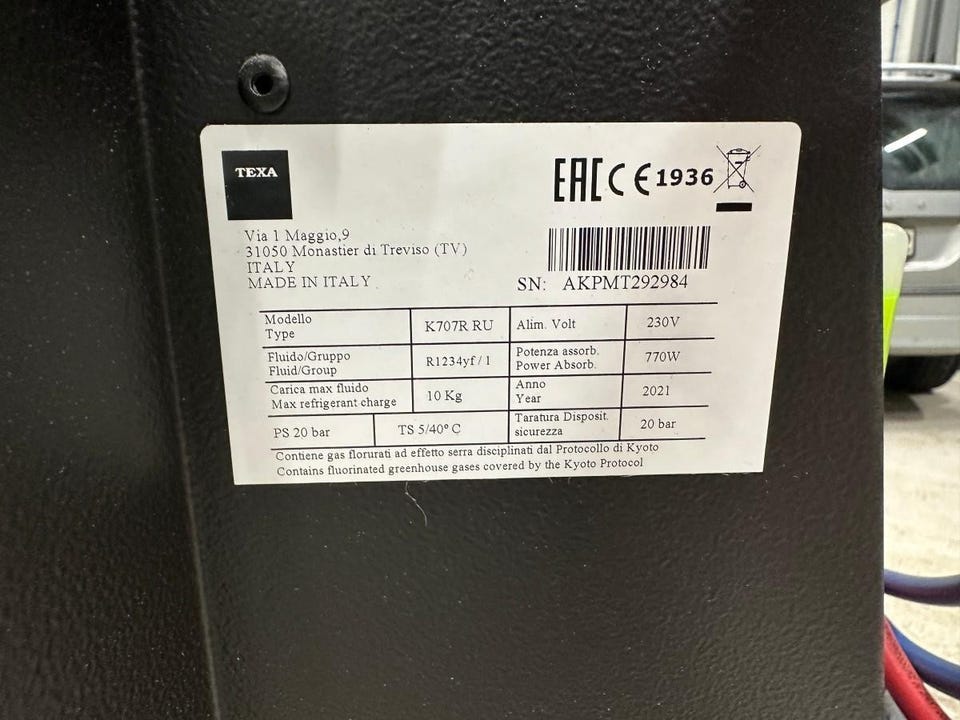 TEXA
EAC CE 1936
Via 1 Maggio,9
31050 Monastier di Treviso (TV)
ITALY
MADE IN ITALY
SN: AKPMT292984
Modello
Type
K707R RU
Alim. Volt
230V
Fluido/Gruppo
Fluid/Group
R1234yf / 1
Potenza assorb.
Power Absorb.
770W
Carica max fluido
Max refrigerant charge
10 Kg
Anno
Year
2021
PS 20 bar
TS 5/40° C
Taratura Disposit.
sicurezza
20 bar
Contiene gas florurati ad effetto serra disciplinati dal Protocollo di Kyoto
Contains fluorinated greenhouse gases covered by the Kyoto Protocol